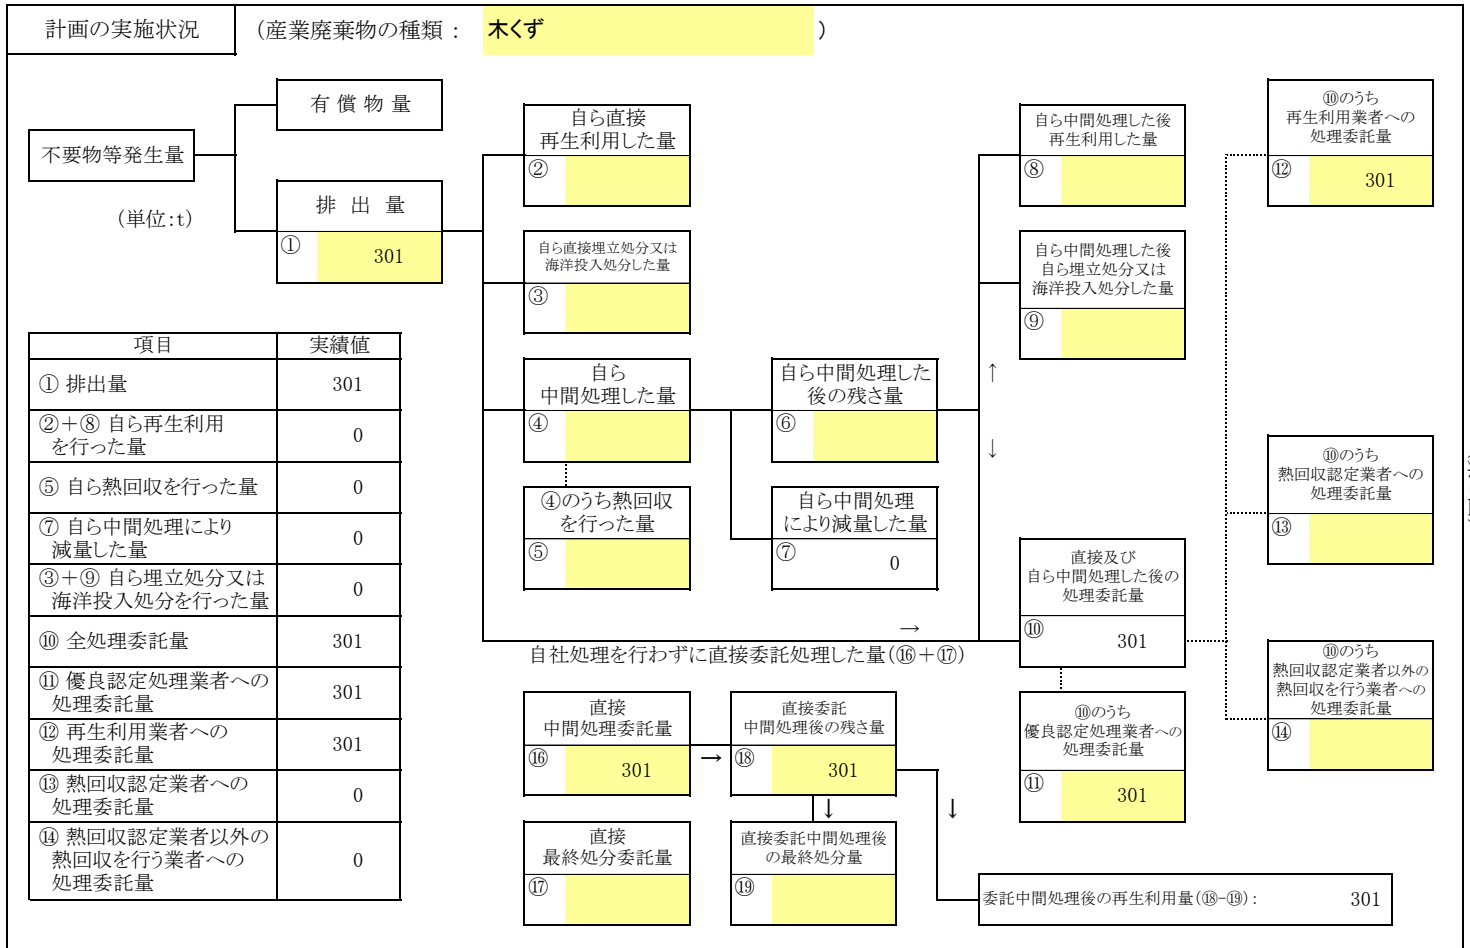 計画の実施状況
(産業廃棄物の種類： 木くず )
有 償 物 量
不要物等発生量
(単位:t)
排 出 量
① 301
自ら直接
再生利用した量
②
自ら直接埋立処分又は
海洋投入処分した量
③
自ら
中間処理した量
④
④のうち熱回収
を行った量
⑤
自ら中間処理した
後の残さ量
⑥
自ら中間処理
により減量した量
⑦ 0
自ら中間処理した後
再生利用した量
⑧
自ら中間処理した後
自ら埋立処分又は
海洋投入処分した量
⑨
↑
↓
直接及び
自ら中間処理した後の
処理委託量
⑩ 301
⑩のうち
優良認定処理業者への
処理委託量
⑪ 301
⑩のうち
再生利用業者への
処理委託量
⑫ 301
⑩のうち
熱回収認定業者への
処理委託量
⑬
⑩のうち
熱回収認定業者以外の
熱回収を行う業者への
処理委託量
⑭
→
自社処理を行わずに直接委託処理した量(⑯＋⑰)
直接
中間処理委託量
⑯ 301
→
直接委託
中間処理後の残さ量
⑱ 301
↓
↓
直接
最終処分委託量
⑰
直接委託中間処理後
の最終処分量
⑲
委託中間処理後の再生利用量(⑱-⑲)： 301
項目 実績値
① 排出量 301
②＋⑧ 自ら再生利用
を行った量 0
⑤ 自ら熱回収を行った量 0
⑦ 自ら中間処理により
減量した量 0
③＋⑨ 自ら埋立処分又は
海洋投入処分を行った量 0
⑩ 全処理委託量 301
⑪ 優良認定処理業者への
処理委託量 301
⑫ 再生利用業者への
処理委託量 301
⑬ 熱回収認定業者への
処理委託量 0
⑭ 熱回収認定業者以外の
熱回収を行う業者への
処理委託量 0